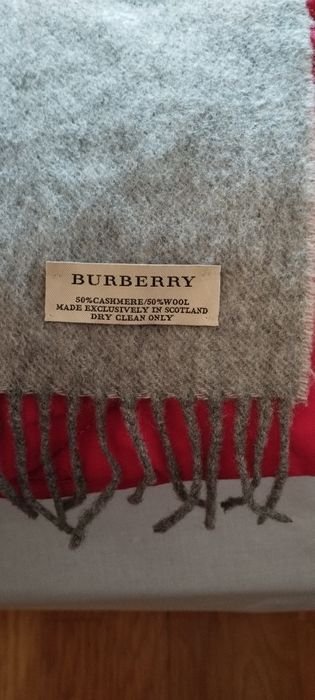 BURBERRY
50%CASHMERE/50%WOOL
MADE EXCLUSIVELY IN SCOTLAND
DRY CLEAN ONLY